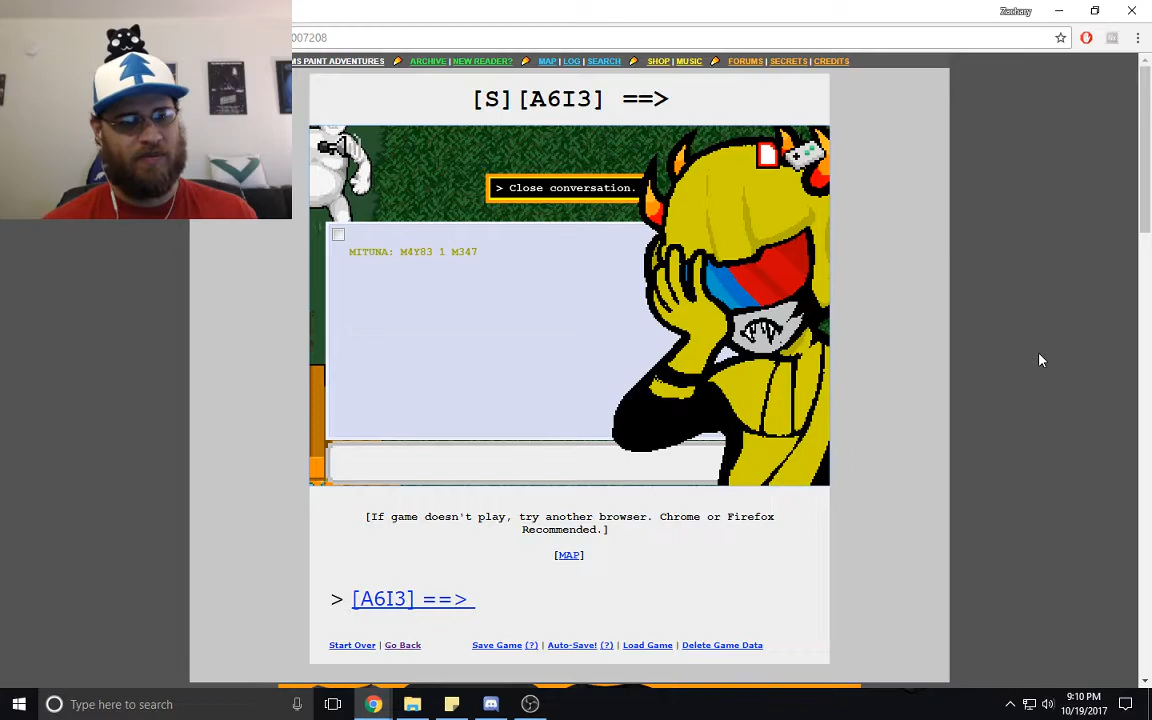 Zachary
007208
MS PAINT ADVENTURES ARCHIVE | NEW READER? MAP | LOG | SEARCH SHOP | MUSIC FORUMS | SECRETS | CREDITS
[S][A6I3] ==>
> Close conversation.
MITUNA: M4Y83 1 M347
[If game doesn't play, try another browser. Chrome or Firefox
Recommended.]
[MAP]
> [A6I3] ==>
Start Over | Go Back Save Game (?) | Auto-Save! (?) | Load Game | Delete Game Data
Type here to search
9:10 PM
10/19/2017